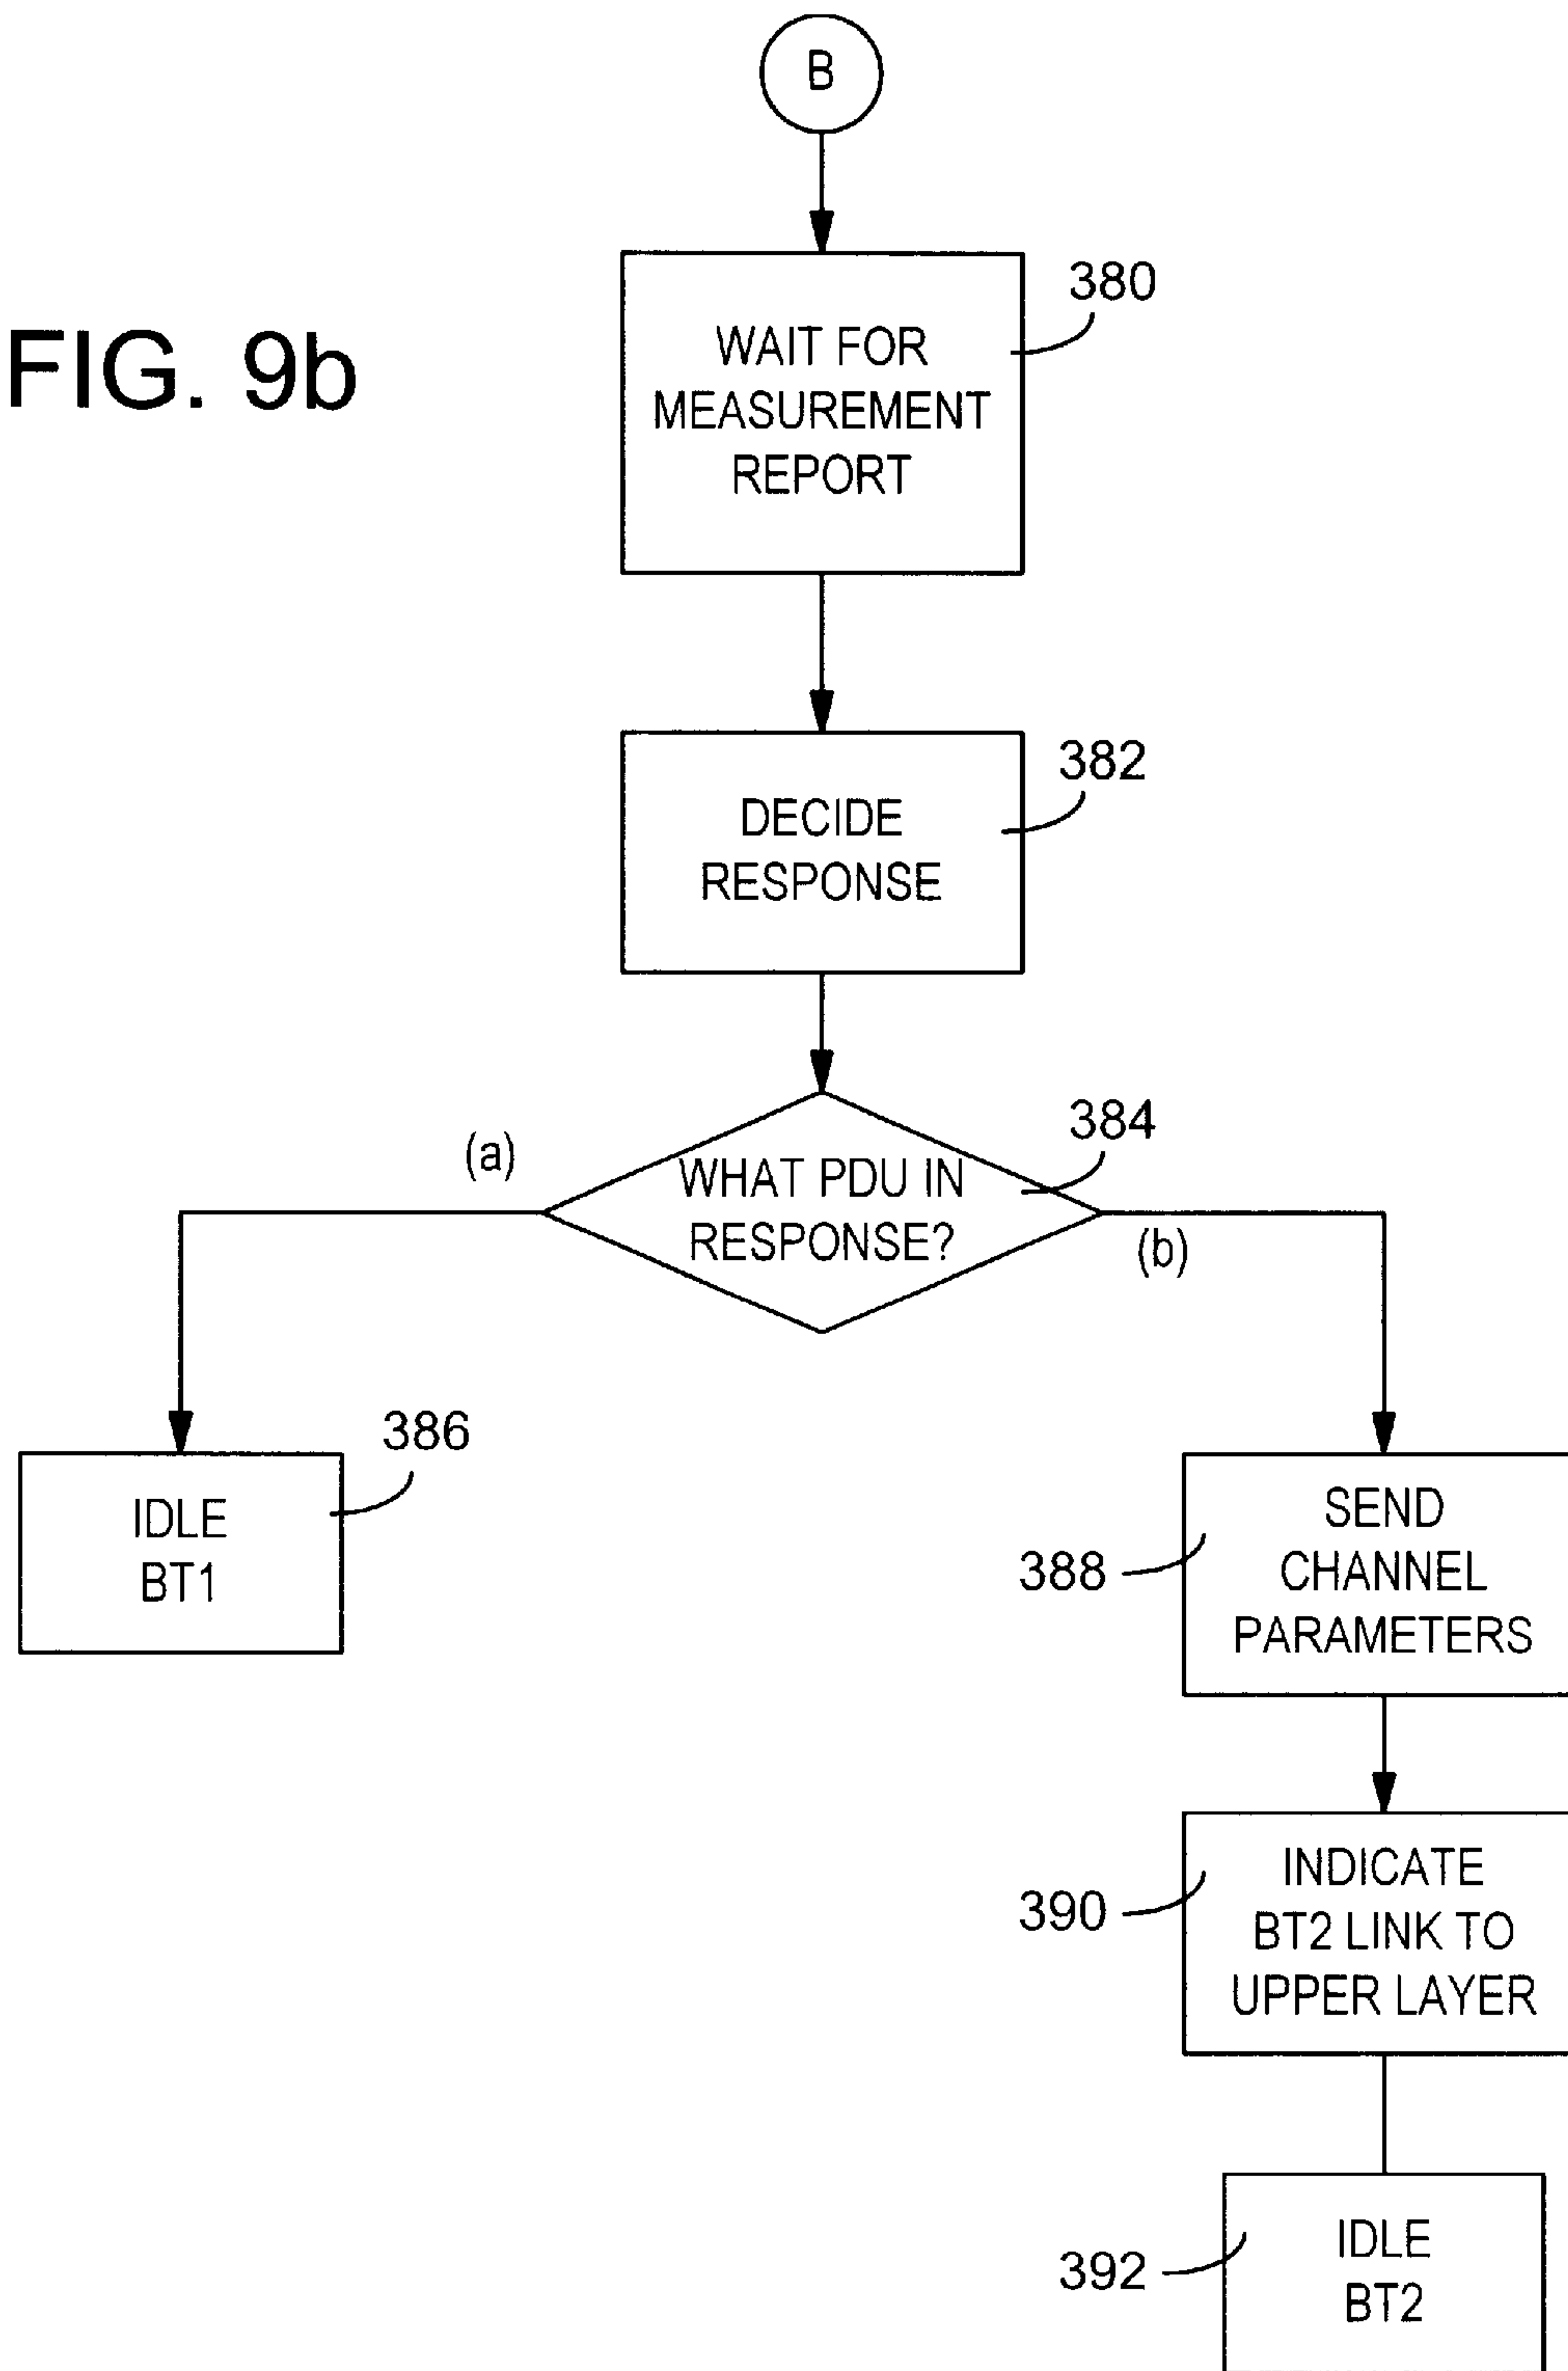 B
FIG. 9b
380
WAIT FOR
MEASUREMENT
REPORT
382
DECIDE
RESPONSE
384
(a)
WHAT PDU IN
RESPONSE?
(b)
386
IDLE
BT1
388
SEND
CHANNEL
PARAMETERS
390
INDICATE
BT2 LINK TO
UPPER LAYER
392
IDLE
BT2